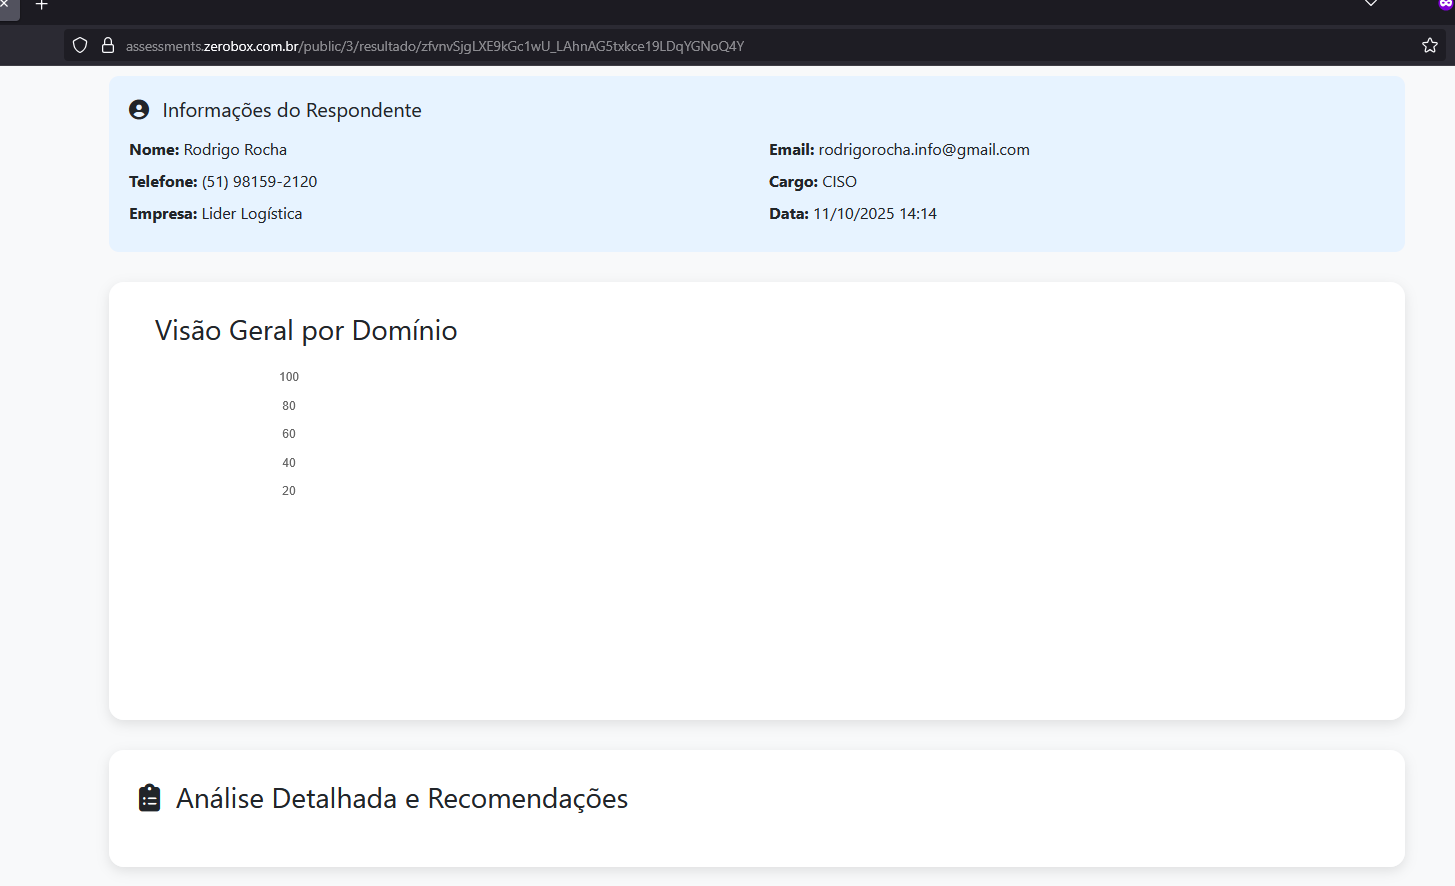 assessments.zerobox.com.br/public/3/resultado/zfvnvSjgLXE9kGc1wU_LAhnAG5txkce19LDqYGNoQ4Y
Informações do Respondente
Nome: Rodrigo Rocha
Email: rodrigorocha.info@gmail.com
Telefone: (51) 98159-2120
Cargo: CISO
Empresa: Lider Logística
Data: 11/10/2025 14:14
Visão Geral por Domínio
100
80
60
40
20
Análise Detalhada e Recomendações